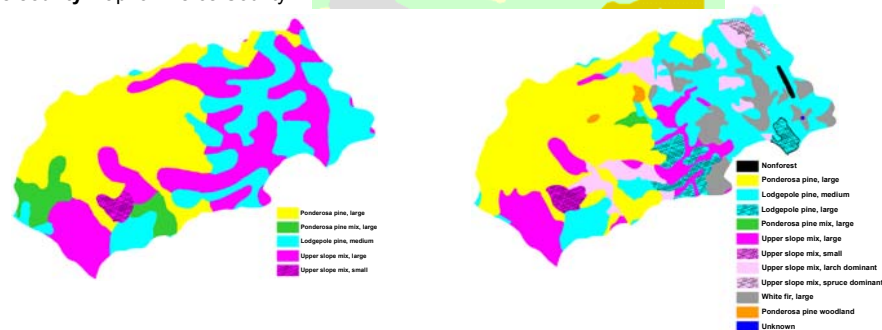 Ponderosa pine, large
Ponderosa pine mix, large
Lodgepole pine, medium
Upper slope mix, large
Upper slope mix, small
Nonforest
Ponderosa pine, large
Lodgepole pine, medium
Lodgepole pine, large
Ponderosa pine mix, large
Upper slope mix, large
Upper slope mix, small
Upper slope mix, larch dominant
Upper slope mix, spruce dominant
White fir, large
Ponderosa pine woodland
Unknown